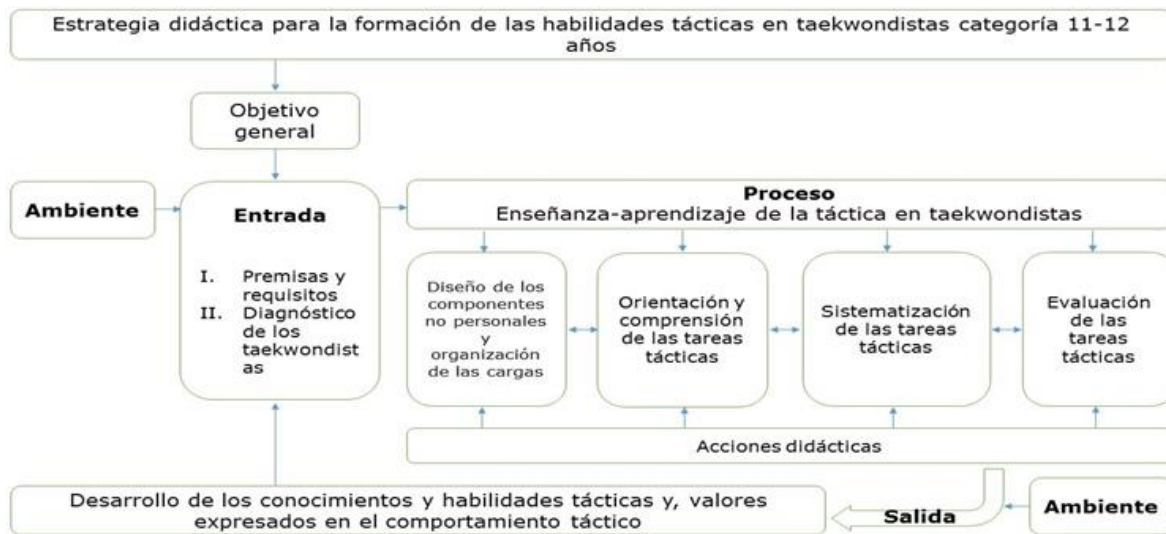 Estrategia didáctica para la formación de las habilidades tácticas en taekwondistas categoría 11-12
años
Objetivo
general
Ambiente
Entrada
I. Premisas y
requisitos
II. Diagnóstico
de los
taekwondist
as
Proceso
Enseñanza-aprendizaje de la táctica en taekwondistas
Diseño de los
componentes
no personales
y
organización
de las cargas
Orientación y
comprensión
de las tareas
tácticas
Sistematización
de las tareas
tácticas
Evaluación
de las
tareas
tácticas
Acciones didácticas
Desarrollo de los conocimientos y habilidades tácticas y, valores
expresados en el comportamiento táctico
Salida
Ambiente